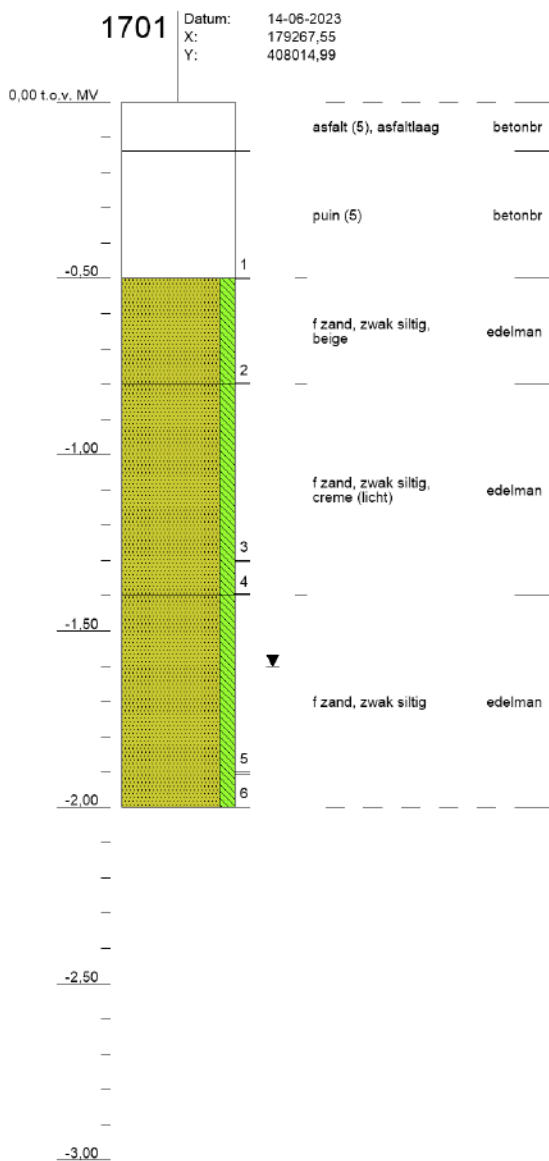 1701
Datum: 14-06-2023
X: 179267,55
Y: 408014,99
0,00 t.o.v. MV
asfalt (5), asfaltlaag betonbr
puin (5) betonbr
1
-0,50
f zand, zwak siltig,
beige
edelman
2
-1,00
f zand, zwak siltig,
creme (licht)
edelman
3
4
-1,50
f zand, zwak siltig edelman
5
6
-2,00
-2,50
-3,00